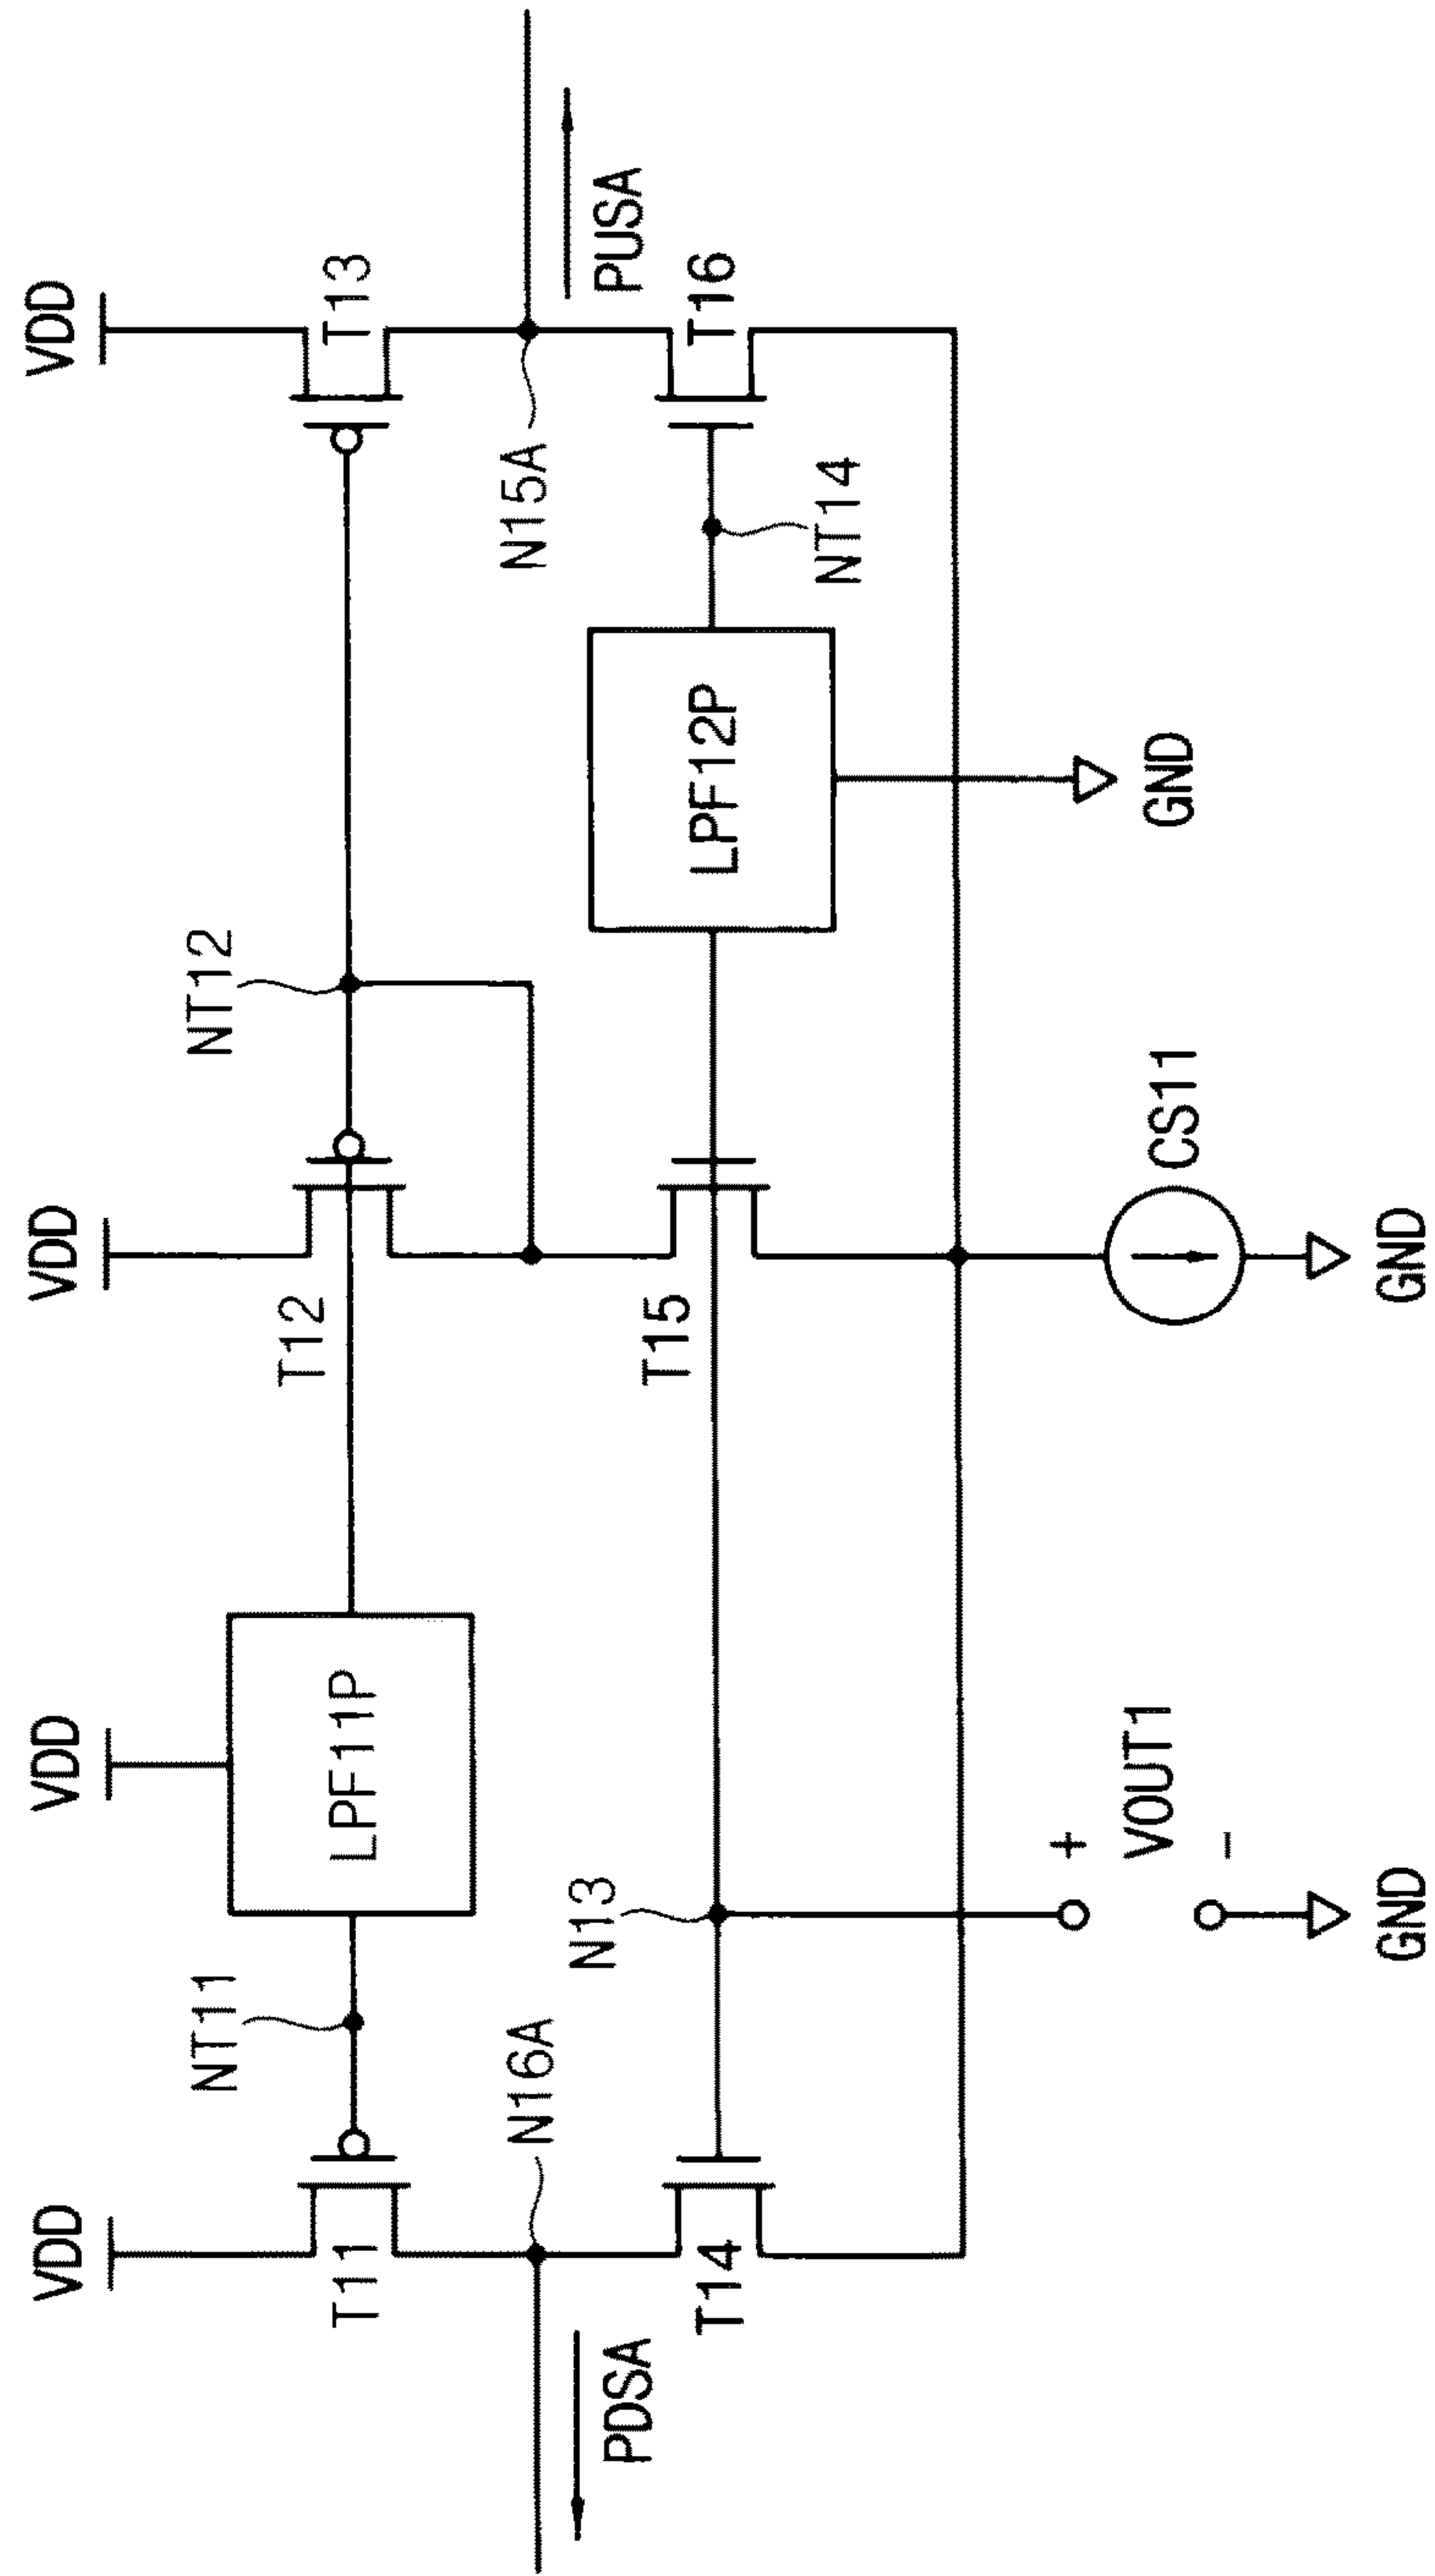 VDD
VDD
VDD
VDD
T11
NT11
LPF11P
T12
NT12
T13
PDSA
N16A
N15A
PUSA
T14
N13
T15
LPF12P
NT14
T16
+
VOUT1
−
GND
CS11
GND
GND